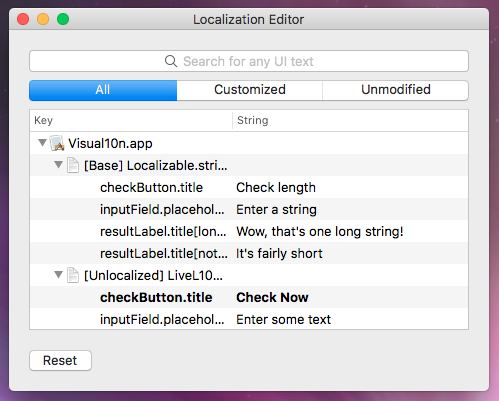 Localization Editor
Search for any UI text
All Customized Unmodified
Key String
Visual10n.app
[Base] Localizable.stri...
checkButton.title Check length
inputField.placehol... Enter a string
resultLabel.title[lon... Wow, that's one long string!
resultLabel.title[not... It's fairly short
[Unlocalized] LiveL10...
checkButton.title Check Now
inputField.placehol... Enter some text
Reset